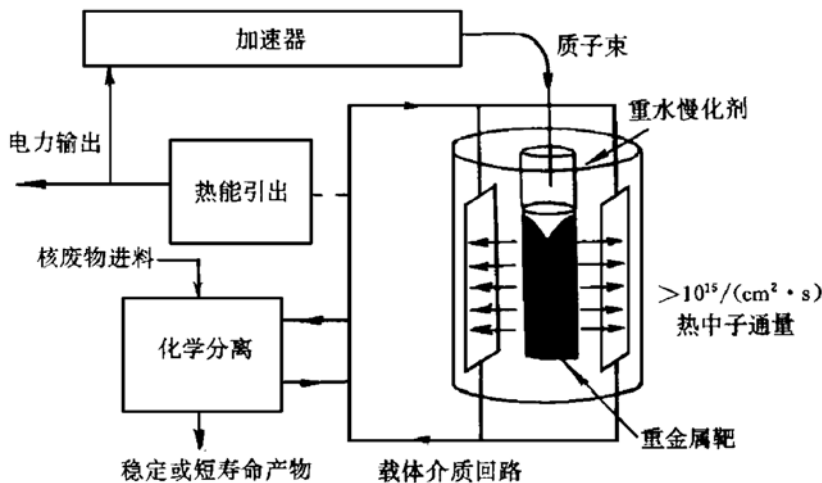 加速器
质子束
重水慢化剂
电力输出
热能引出
核废物进料
>10¹⁵/(cm²·s)
热中子通量
化学分离
重金属靶
稳定或短寿命产物
载体介质回路